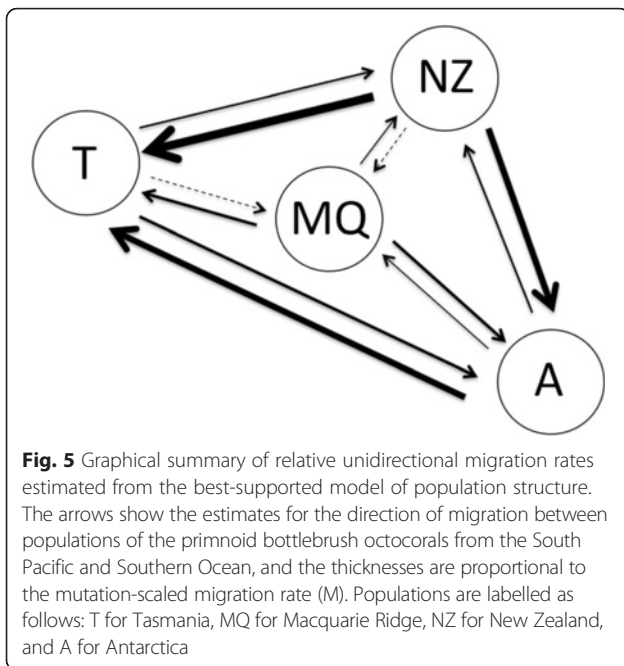 NZ
T
MQ
A
Fig. 5 Graphical summary of relative unidirectional migration rates
estimated from the best-supported model of population structure.
The arrows show the estimates for the direction of migration between
populations of the primnoid bottlebrush octocorals from the South
Pacific and Southern Ocean, and the thicknesses are proportional to
the mutation-scaled migration rate (M). Populations are labelled as
follows: T for Tasmania, MQ for Macquarie Ridge, NZ for New Zealand,
and A for Antarctica